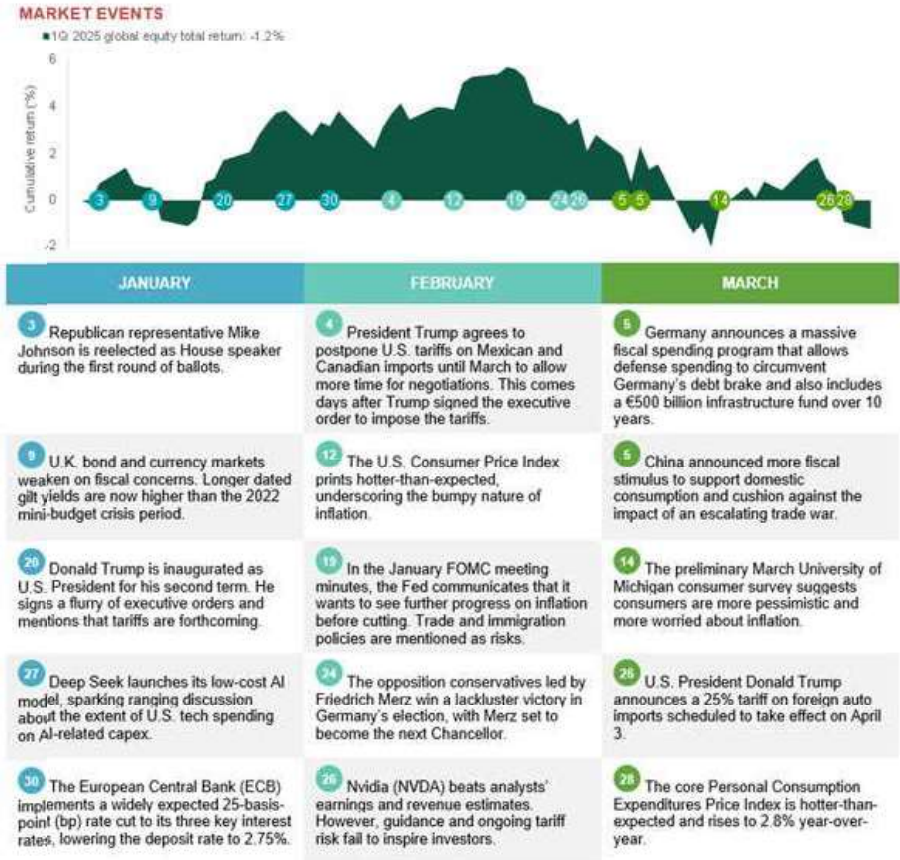 MARKET EVENTS
1Q 2025 global equity total return: -1.2%
Cumulative return (%)
6
4
2
0
-2
3 9 20 27 30 4 12 19 24 26 5 5 14 26 28
JANUARY
FEBRUARY
MARCH
3 Republican representative Mike
Johnson is reelected as House speaker
during the first round of ballots.
4 President Trump agrees to
postpone U.S. tariffs on Mexican and
Canadian imports until March to allow
more time for negotiations. This comes
days after Trump signed the executive
order to impose the tariffs.
5 Germany announces a massive
fiscal spending program that allows
defense spending to circumvent
Germany's debt brake and also includes
a €500 billion infrastructure fund over 10
years.
9 U.K. bond and currency markets
weaken on fiscal concerns. Longer dated
gilt yields are now higher than the 2022
mini-budget crisis period.
12 The U.S. Consumer Price Index
prints hotter-than-expected,
underscoring the bumpy nature of
inflation.
5 China announced more fiscal
stimulus to support domestic
consumption and cushion against the
impact of an escalating trade war.
20 Donald Trump is inaugurated as
U.S. President for his second term. He
signs a flurry of executive orders and
mentions that tariffs are forthcoming.
19 In the January FOMC meeting
minutes, the Fed communicates that it
wants to see further progress on inflation
before cutting. Trade and immigration
policies are mentioned as risks.
14 The preliminary March University of
Michigan consumer survey suggests
consumers are more pessimistic and
more worried about inflation.
27 Deep Seek launches its low-cost AI
model, sparking ranging discussion
about the extent of U.S. tech spending
on AI-related capex.
24 The opposition conservatives led by
Friedrich Merz win a lackluster victory in
Germany's election, with Merz set to
become the next Chancellor.
26 U.S. President Donald Trump
announces a 25% tariff on foreign auto
imports scheduled to take effect on April
3.
30 The European Central Bank (ECB)
implements a widely expected 25-basis-
point (bp) rate cut to its three key interest
rates, lowering the deposit rate to 2.75%.
26 Nvidia (NVDA) beats analysts'
earnings and revenue estimates.
However, guidance and ongoing tariff
risk fail to inspire investors.
28 The core Personal Consumption
Expenditures Price Index is hotter-than-
expected and rises to 2.8% year-over-
year.